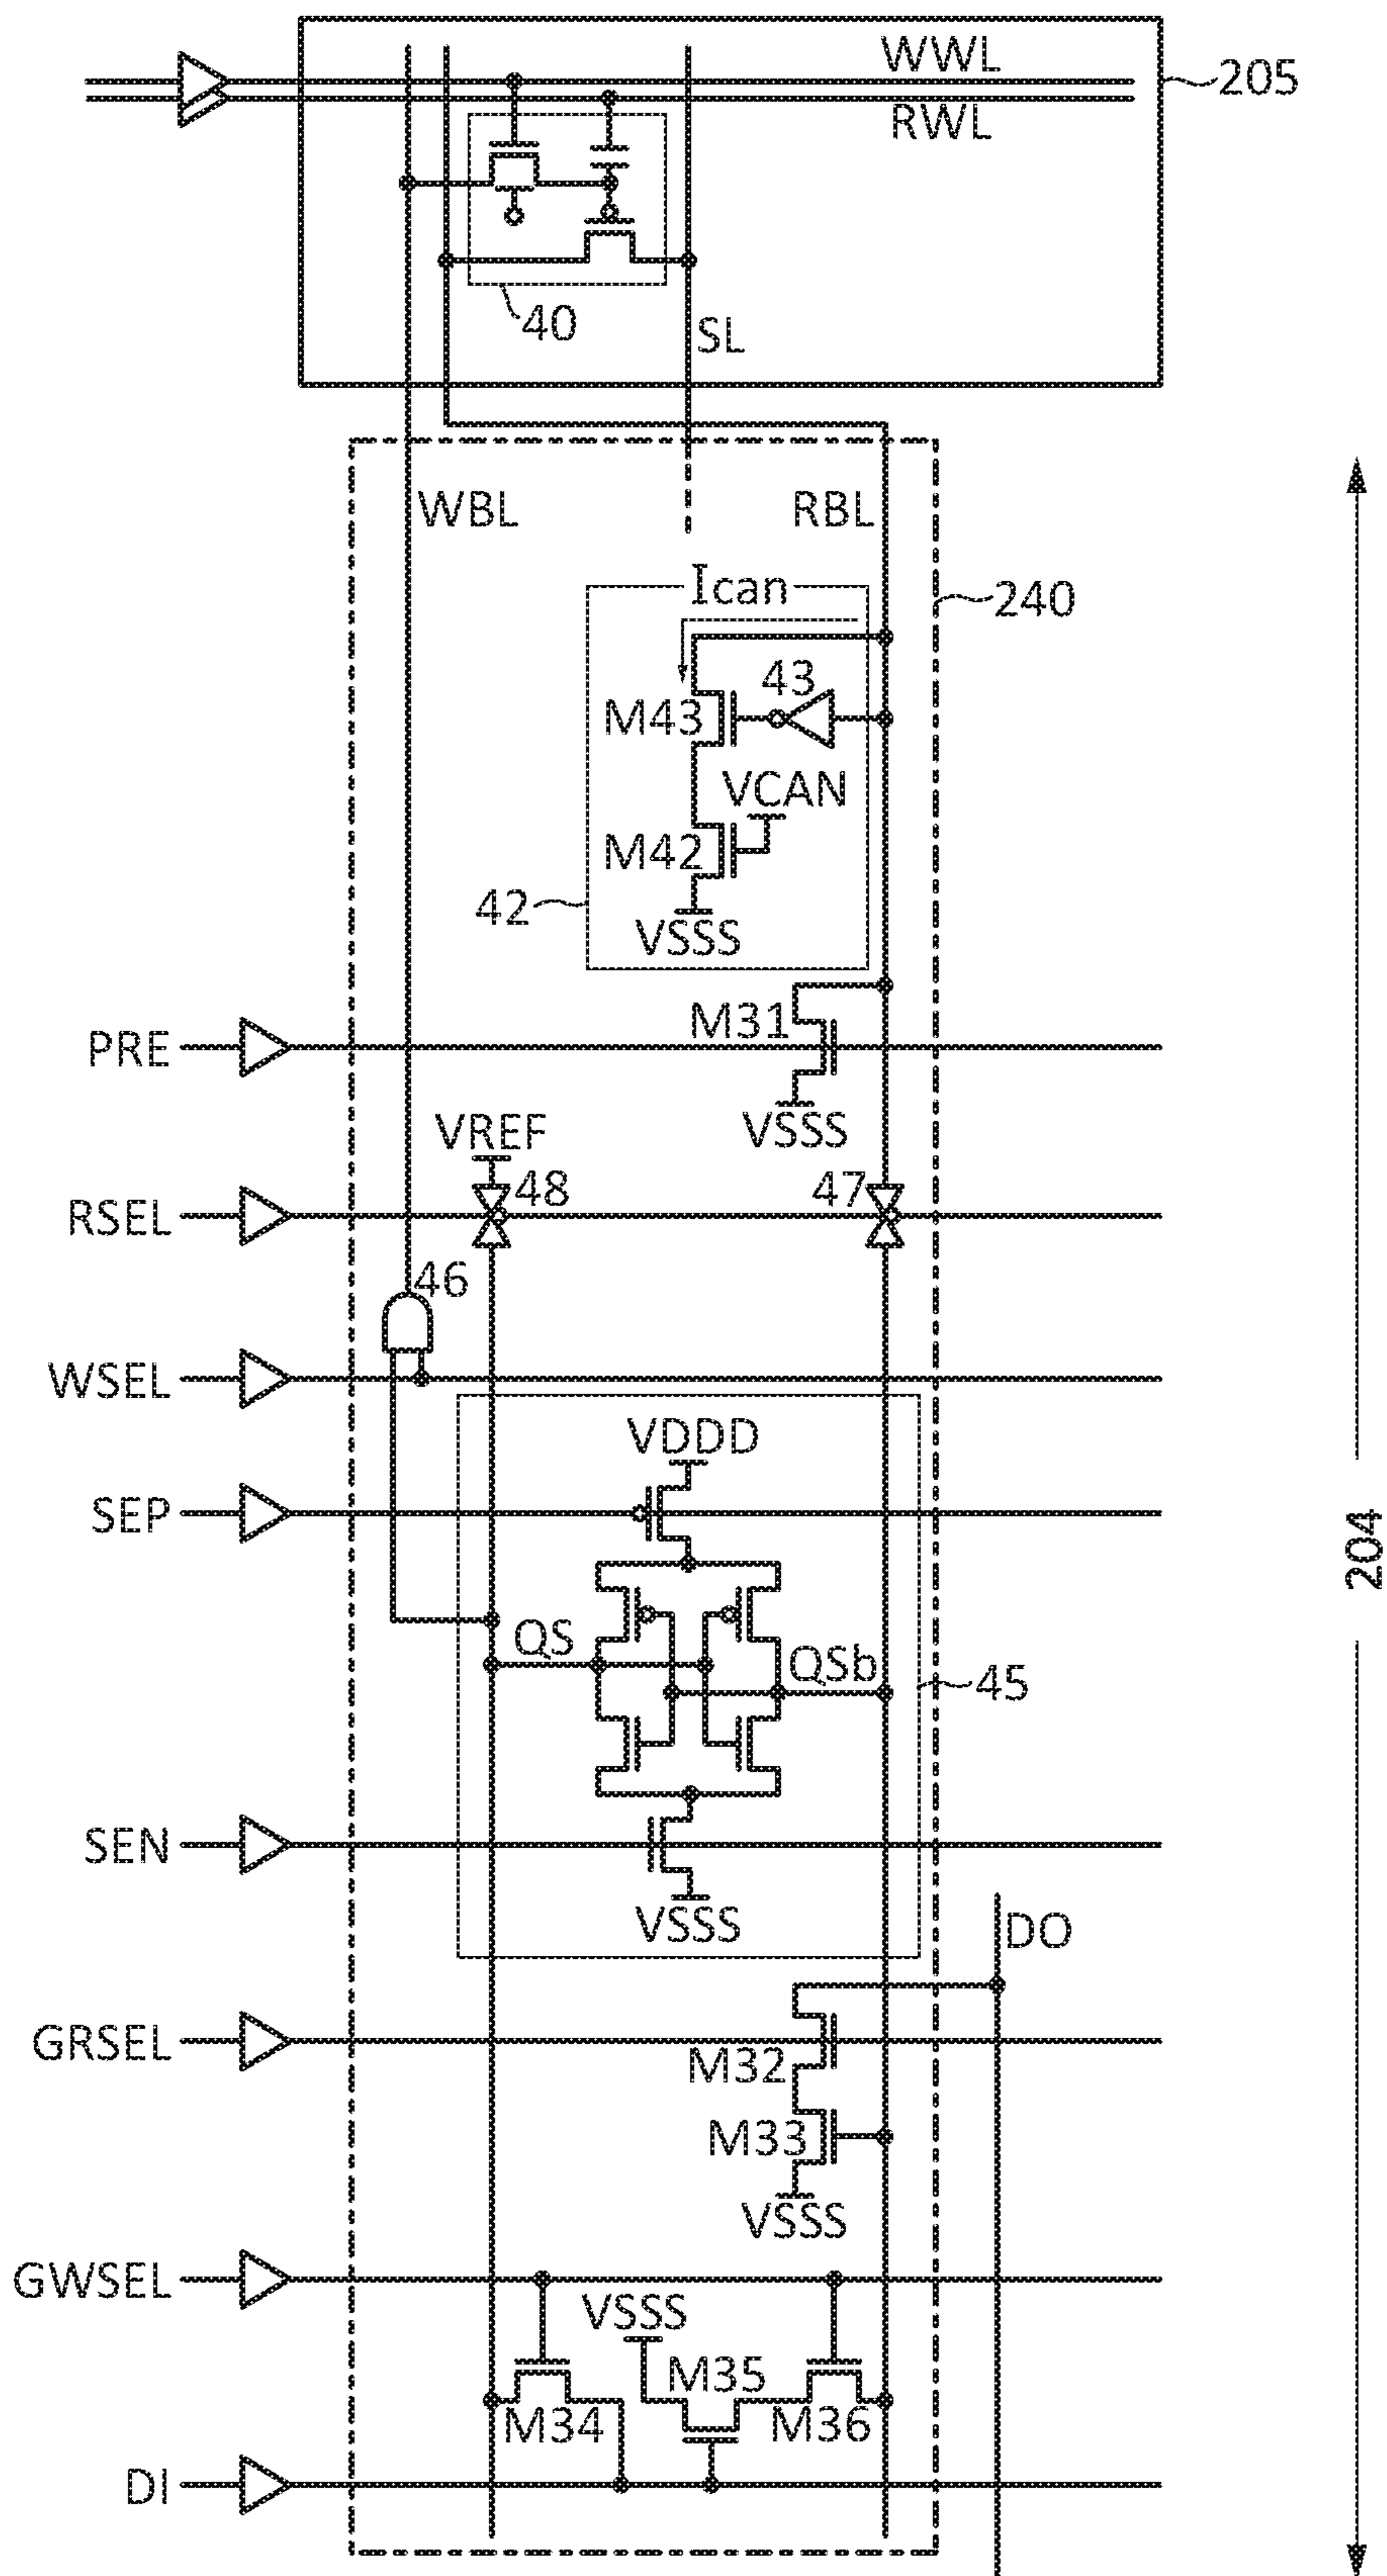 WWL
205
RWL
40
SL
WBL
RBL
Ican
240
43
M43
VCAN
M42
42
VSSS
M31
PRE
VSSS
VREF
48
47
RSEL
46
WSEL
VDDD
SEP
204
QS
QSb
45
SEN
VSSS
DO
GRSEL
M32
M33
VSSS
GWSEL
VSSS
M35
M34
M36
DI